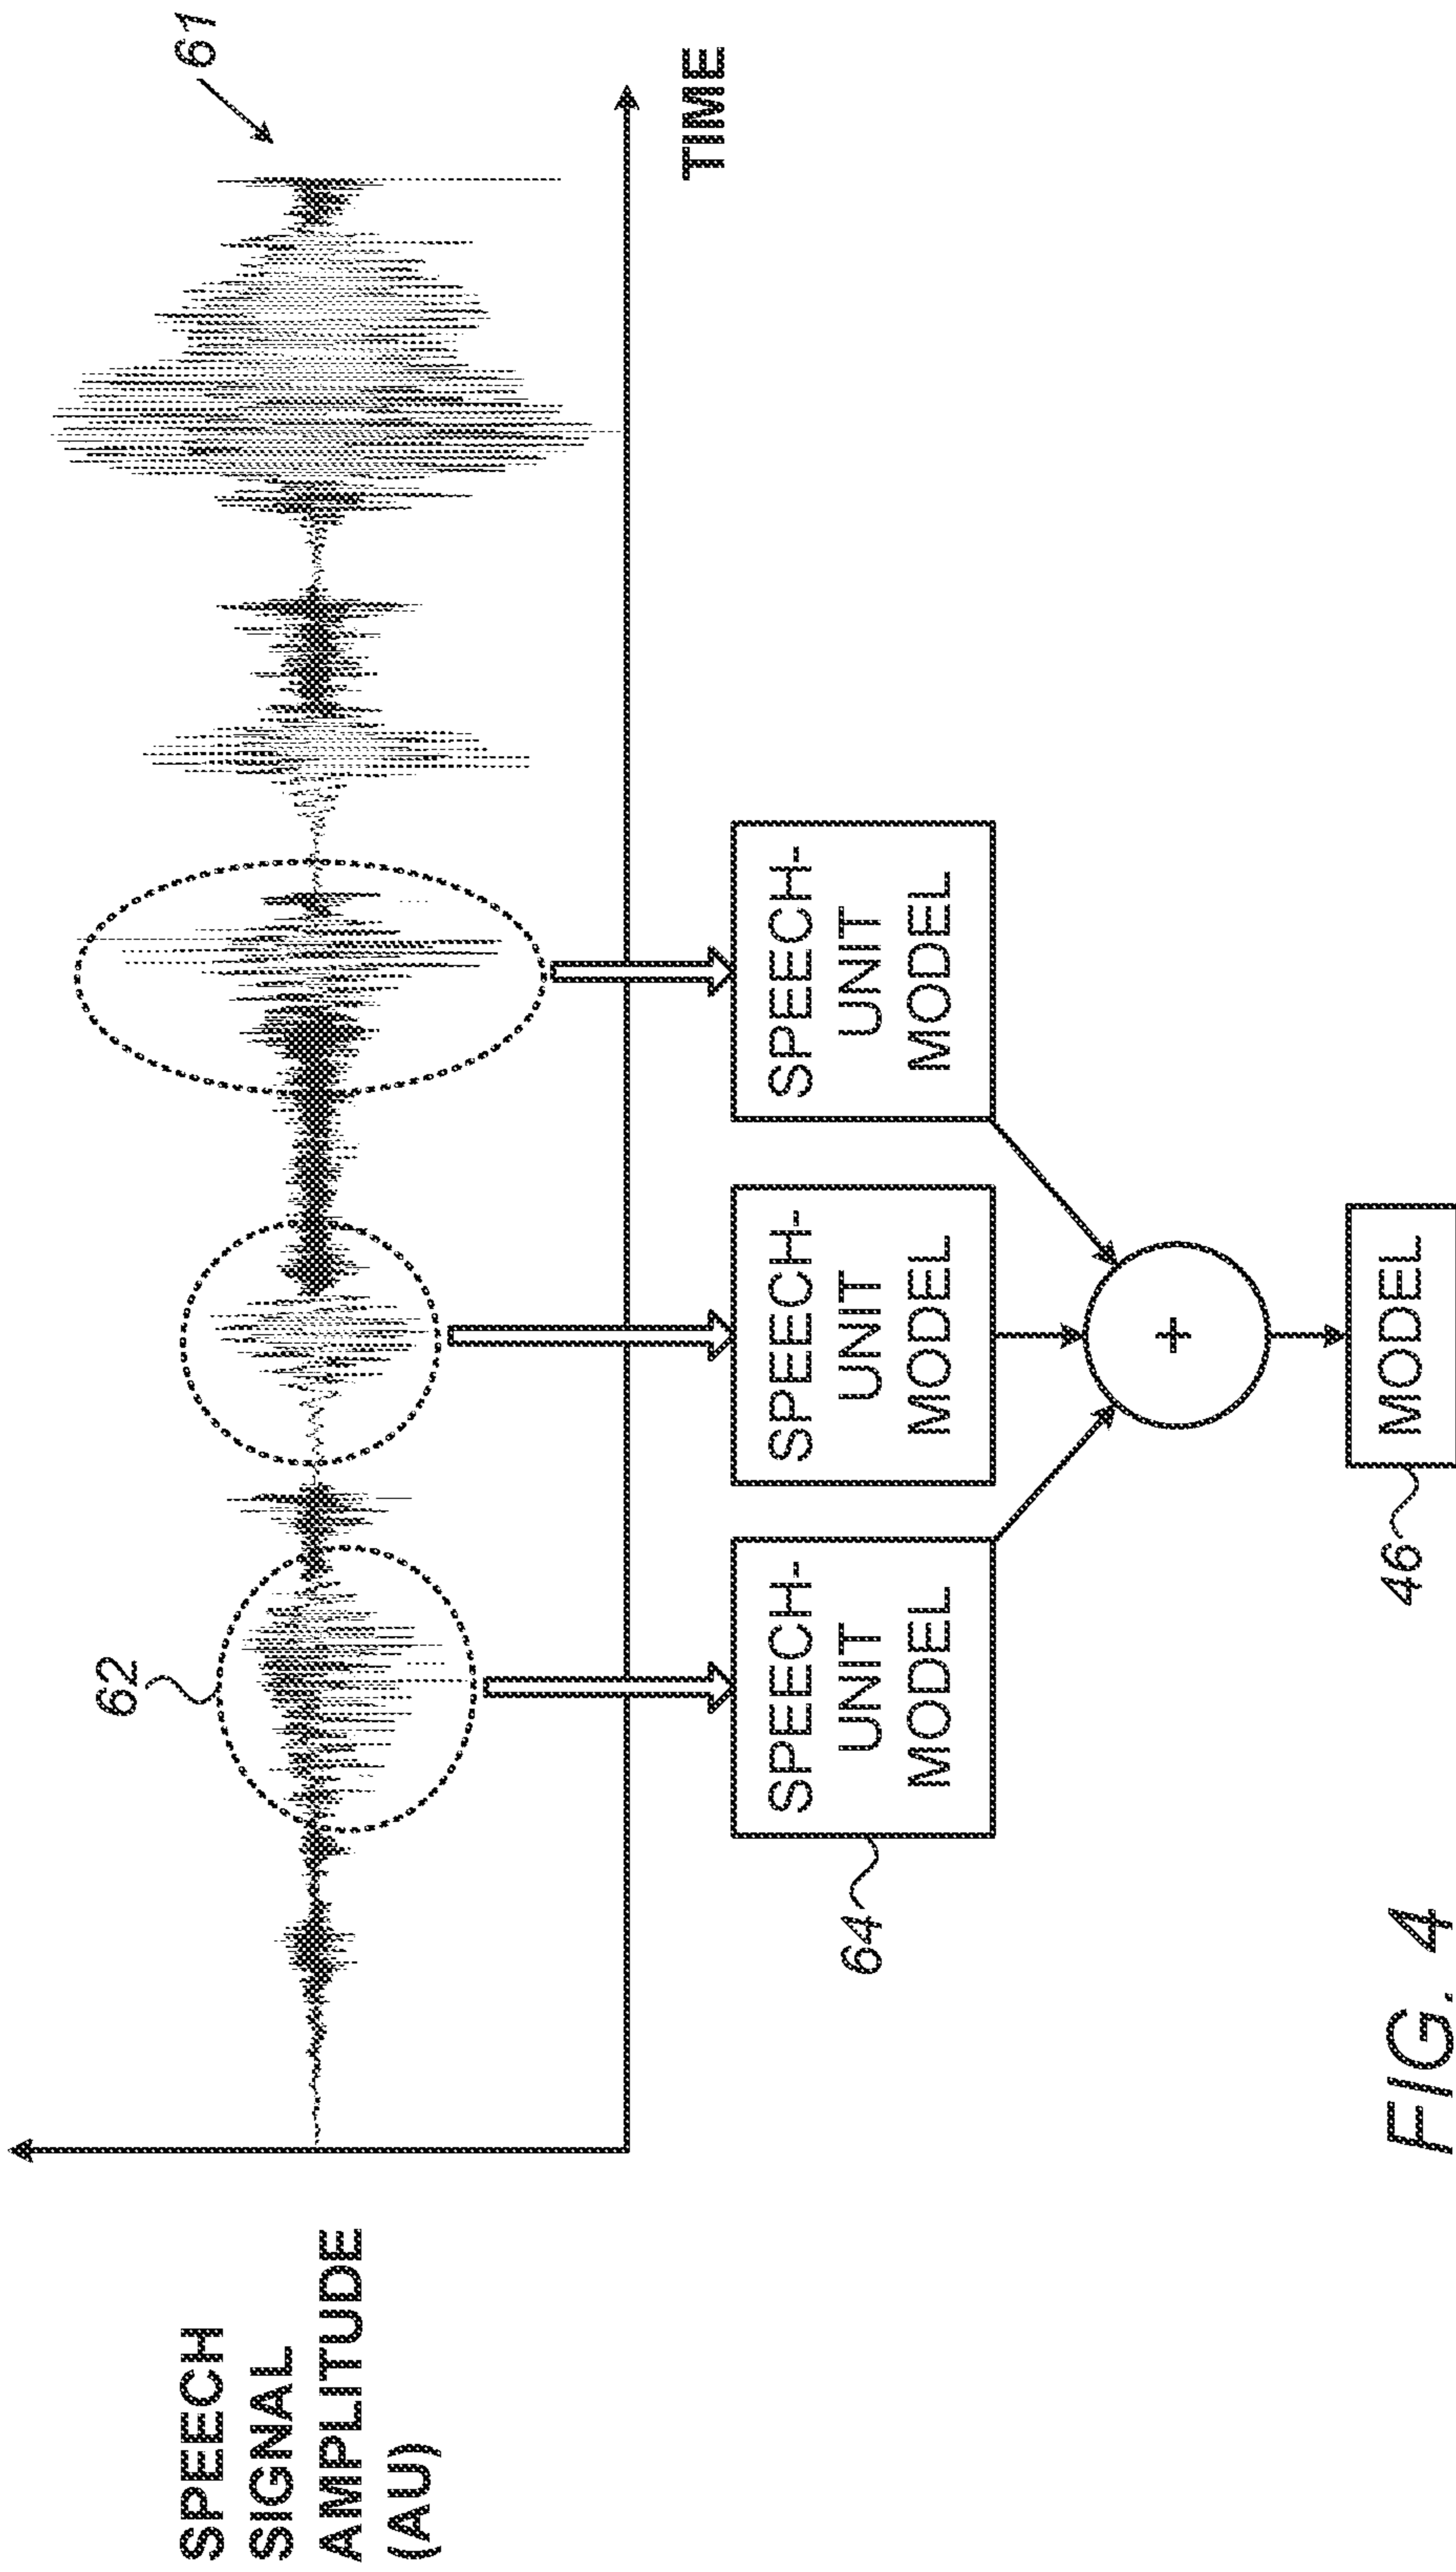 SPEECH
SIGNAL
AMPLITUDE
(AU)
61
62
TIME
64
SPEECH-
UNIT
MODEL
SPEECH-
UNIT
MODEL
SPEECH-
UNIT
MODEL
+
46
MODEL
FIG. 4